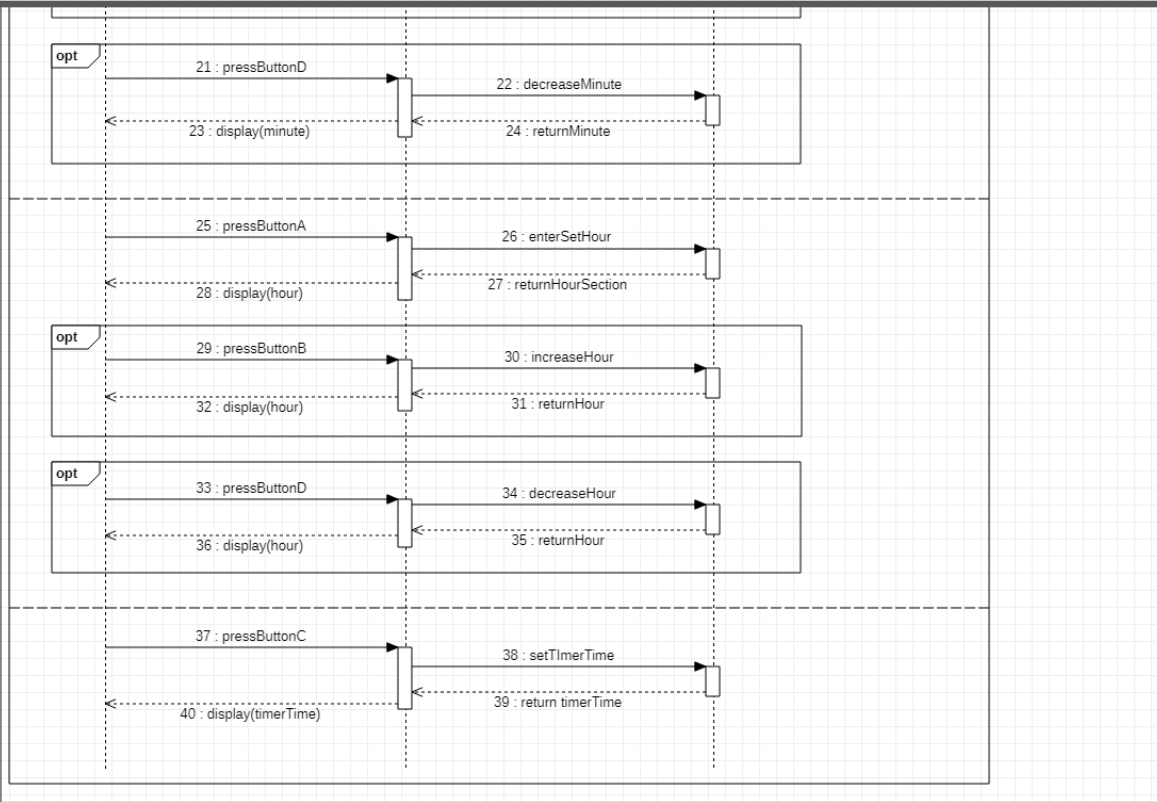 opt
21 : pressButtonD
22 : decreaseMinute
23 : display(minute)
24 : returnMinute
25 : pressButtonA
26 : enterSetHour
27 : returnHourSection
28 : display(hour)
opt
29 : pressButtonB
30 : increaseHour
31 : returnHour
32 : display(hour)
opt
33 : pressButtonD
34 : decreaseHour
35 : returnHour
36 : display(hour)
37 : pressButtonC
38 : setTImerTime
39 : return timerTime
40 : display(timerTime)